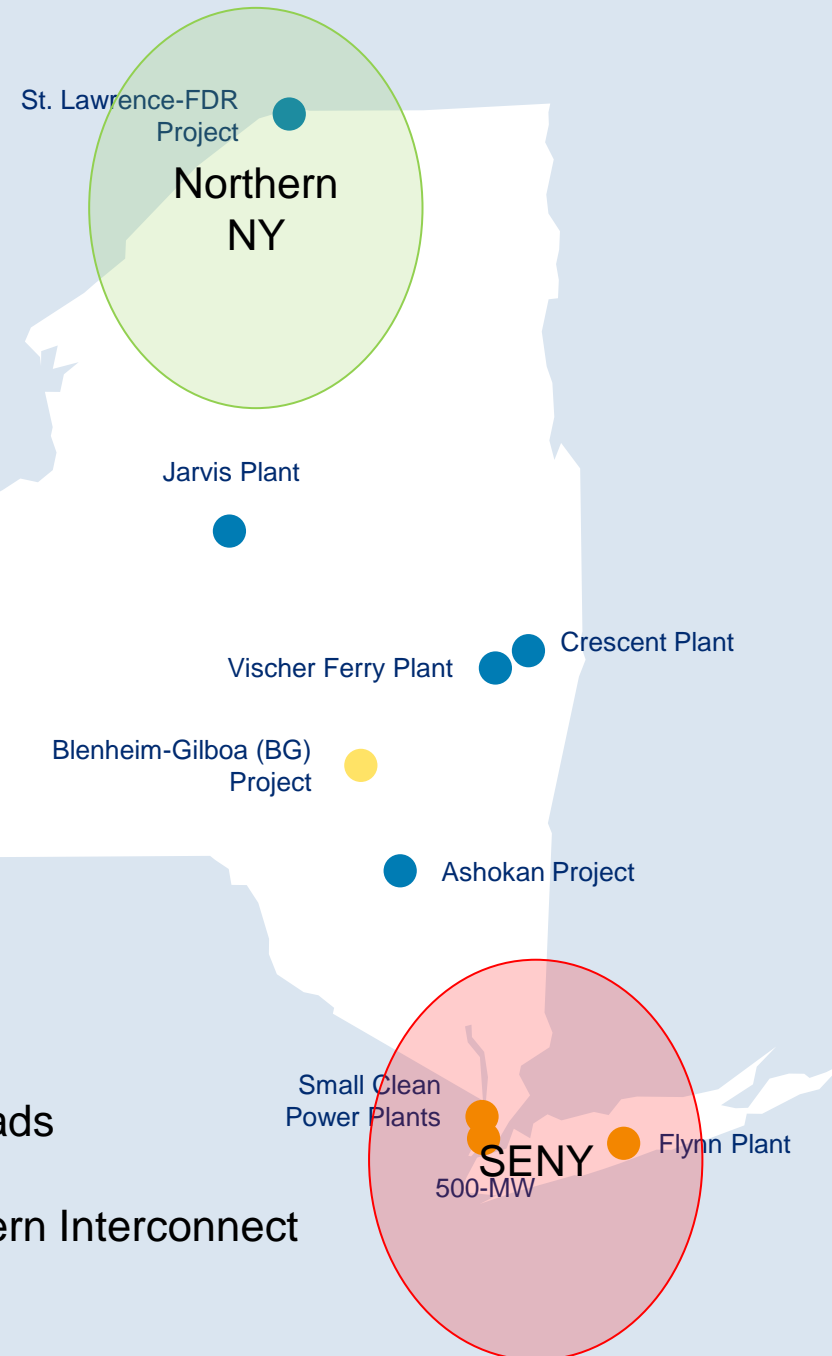 St. Lawrence-FDR
Project
Northern
NY
Jarvis Plant
Crescent Plant
Vischer Ferry Plant
Blenheim-Gilboa (BG)
Project
Ashokan Project
Small Clean
Power Plants
ads
SENY
Flynn Plant
500-MW
ern Interconnect